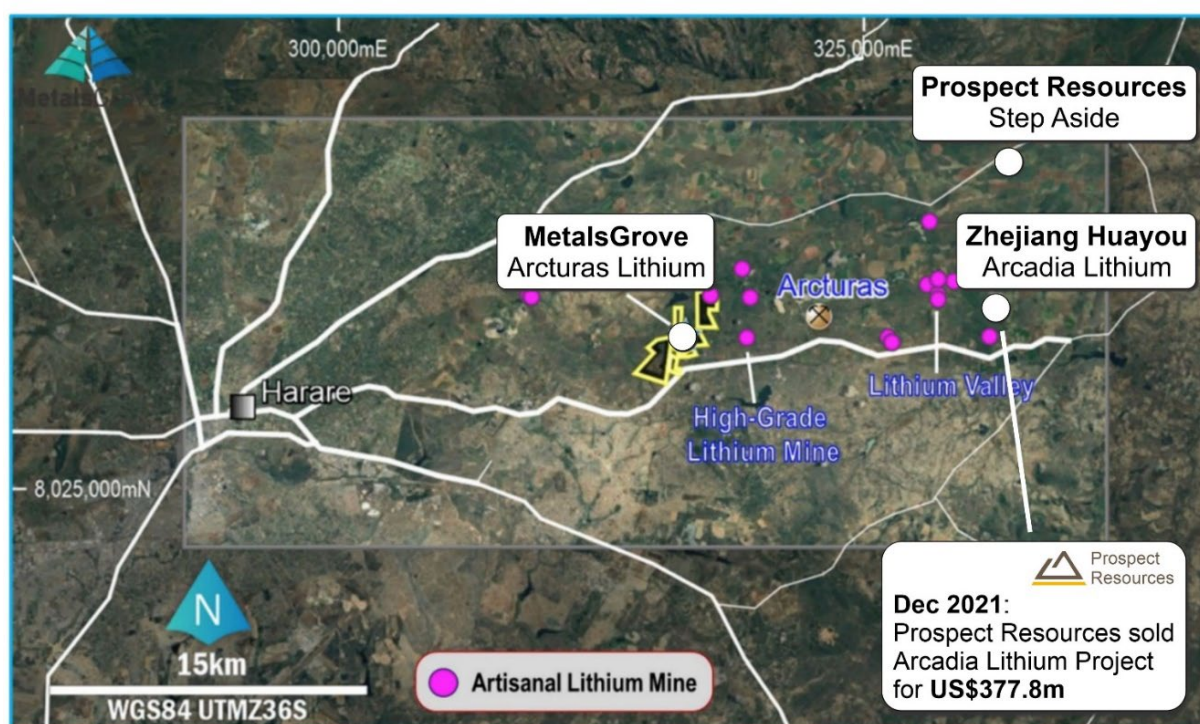 300,000mE
325,000mE
MetalsGrove
Prospect Resources
Step Aside
MetalsGrove
Arcturas Lithium
Zhejiang Huayou
Arcadia Lithium
Arcturas
Harare
Lithium Valley
High-Grade
Lithium Mine
8,025,000mN
N
15km
WGS84 UTMZ36S
Artisanal Lithium Mine
Prospect
Resources
Dec 2021:
Prospect Resources sold
Arcadia Lithium Project
for US$377.8m